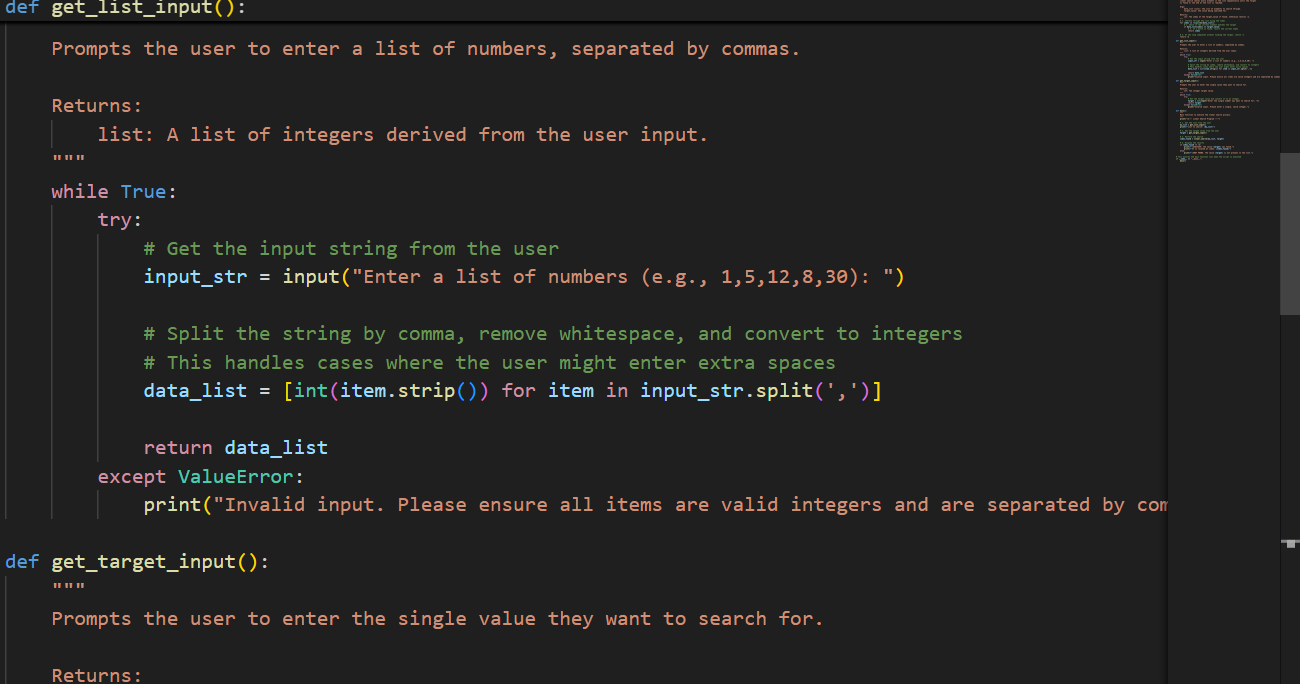 def get_list_input():
    Prompts the user to enter a list of numbers, separated by commas.

    Returns:
        list: A list of integers derived from the user input.
    """
    while True:
        try:
            # Get the input string from the user
            input_str = input("Enter a list of numbers (e.g., 1,5,12,8,30): ")

            # Split the string by comma, remove whitespace, and convert to integers
            # This handles cases where the user might enter extra spaces
            data_list = [int(item.strip()) for item in input_str.split(',')]

            return data_list
        except ValueError:
            print("Invalid input. Please ensure all items are valid integers and are separated by com

def get_target_input():
    """
    Prompts the user to enter the single value they want to search for.

    Returns: